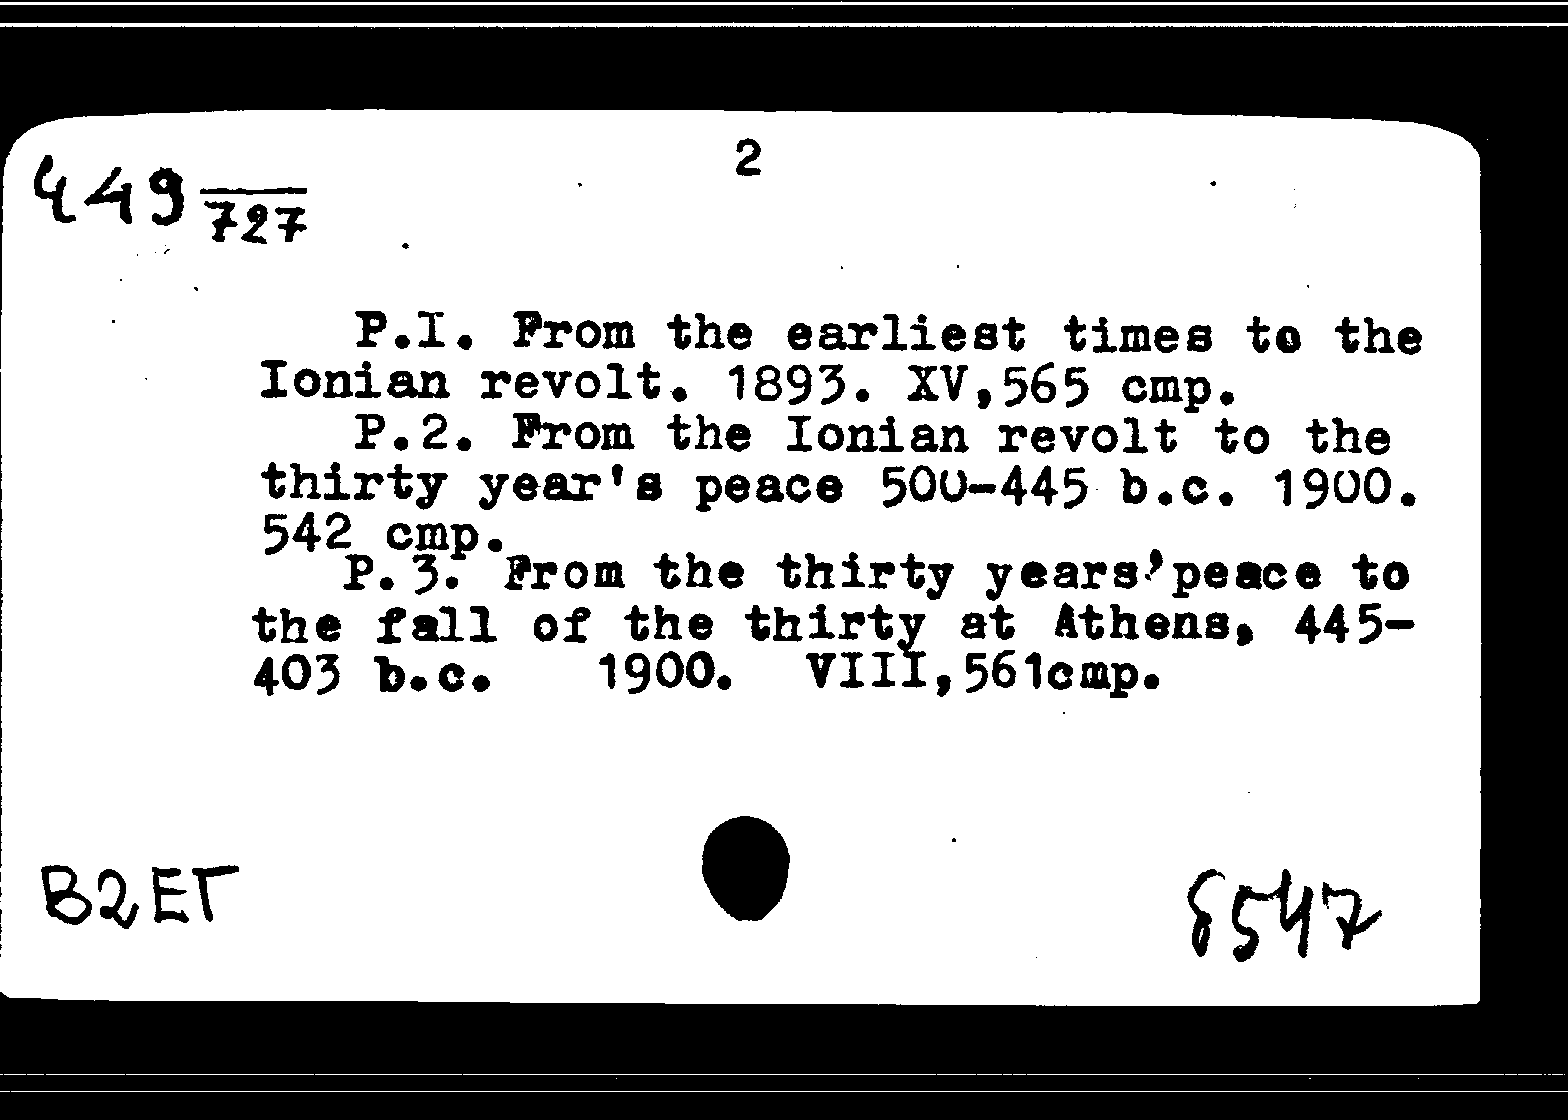 2
449 727
P.I. From the earliest times to the
Ionian revolt. 1893. XV,565 cmp.
P.2. From the Ionian revolt to the
thirty year's peace 500-445 b.c. 1900.
542 cmp.
P.3. From the thirty years'peace to
the fall of the thirty at Athens, 445-
403 b.c. 1900. VIII,561cmp.
В2ЕГ
8547